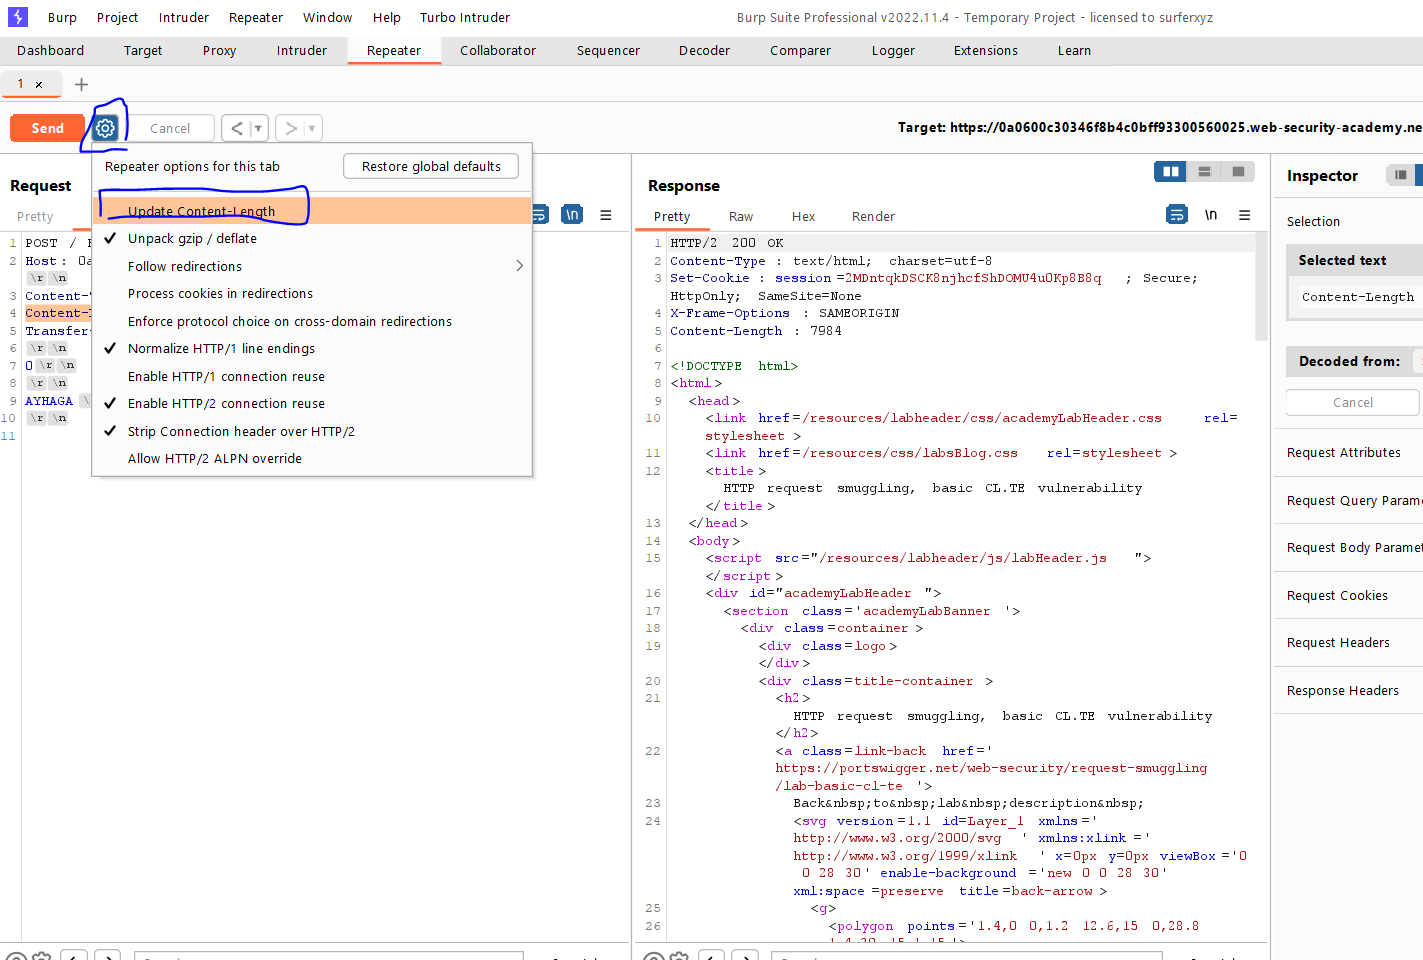 Burp Project Intruder Repeater Window Help Turbo Intruder Burp Suite Professional v2022.11.4 - Temporary Project - licensed to surferxyz
Dashboard Target Proxy Intruder Repeater Collaborator Sequencer Decoder Comparer Logger Extensions Learn
1 × +
Send Cancel < > Target: https://0a0600c30346f8b4c0bff93300560025.web-security-academy.ne
Repeater options for this tab Restore global defaults
Update Content-Length
Unpack gzip / deflate
Follow redirections
Process cookies in redirections
Enforce protocol choice on cross-domain redirections
Normalize HTTP/1 line endings
Enable HTTP/1 connection reuse
Enable HTTP/2 connection reuse
Strip Connection header over HTTP/2
Allow HTTP/2 ALPN override
Request
Pretty \n
1 POST /
2 Host: 0a
\r \n
3 Content-
4 Content-
5 Transfer-
6 \r \n
7 0 \r \n
8 \r \n
9 AYHAGA \
10 \r \n
11
Response
Pretty Raw Hex Render \n
1 HTTP/2 200 OK
2 Content-Type : text/html; charset=utf-8
3 Set-Cookie : session =2MDntqkDSCK8njhcfShDOMU4u0Kp8B8q ; Secure;
HttpOnly; SameSite=None
4 X-Frame-Options : SAMEORIGIN
5 Content-Length : 7984
6
7 <!DOCTYPE html>
8 <html >
9 <head >
10 <link href =/resources/labheader/css/academyLabHeader.css rel=
stylesheet >
11 <link href =/resources/css/labsBlog.css rel=stylesheet >
12 <title >
HTTP request smuggling, basic CL.TE vulnerability
</title >
13 </head >
14 <body >
15 <script src ="/resources/labheader/js/labHeader.js ">
</script >
16 <div id="academyLabHeader ">
17 <section class ='academyLabBanner '>
18 <div class =container >
19 <div class =logo >
</div >
20 <div class =title-container >
21 <h2 >
HTTP request smuggling, basic CL.TE vulnerability
</h2 >
22 <a class =link-back href ='
https://portswigger.net/web-security/request-smuggling
/lab-basic-cl-te '>
23 Back&nbsp;to&nbsp;lab&nbsp;description&nbsp;
24 <svg version =1.1 id=Layer_1 xmlns ='
http://www.w3.org/2000/svg ' xmlns:xlink ='
http://www.w3.org/1999/xlink ' x=0px y=0px viewBox ='0
0 28 30' enable-background ='new 0 0 28 30'
xml:space =preserve title =back-arrow >
25 <g>
26 <polygon points ='1.4,0 0,1.2 12.6,15 0,28.8
Inspector
Selection
Selected text
Content-Length
Decoded from:
Cancel
Request Attributes
Request Query Parame
Request Body Paramet
Request Cookies
Request Headers
Response Headers